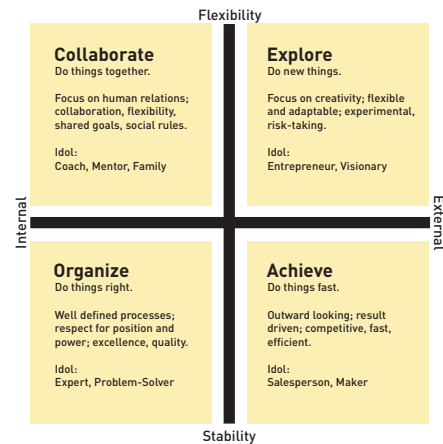 Flexibility
Collaborate
Do things together.
Focus on human relations;
collaboration, flexibility,
shared goals, social rules.
Idol:
Coach, Mentor, Family
Explore
Do new things.
Focus on creativity; flexible
and adaptable; experimental,
risk-taking.
Idol:
Entrepreneur, Visionary
Internal
External
Organize
Do things right.
Well defined processes;
respect for position and
power; excellence, quality.
Idol:
Expert, Problem-Solver
Achieve
Do things fast.
Outward looking; result
driven; competitive, fast,
efficient.
Idol:
Salesperson, Maker
Stability